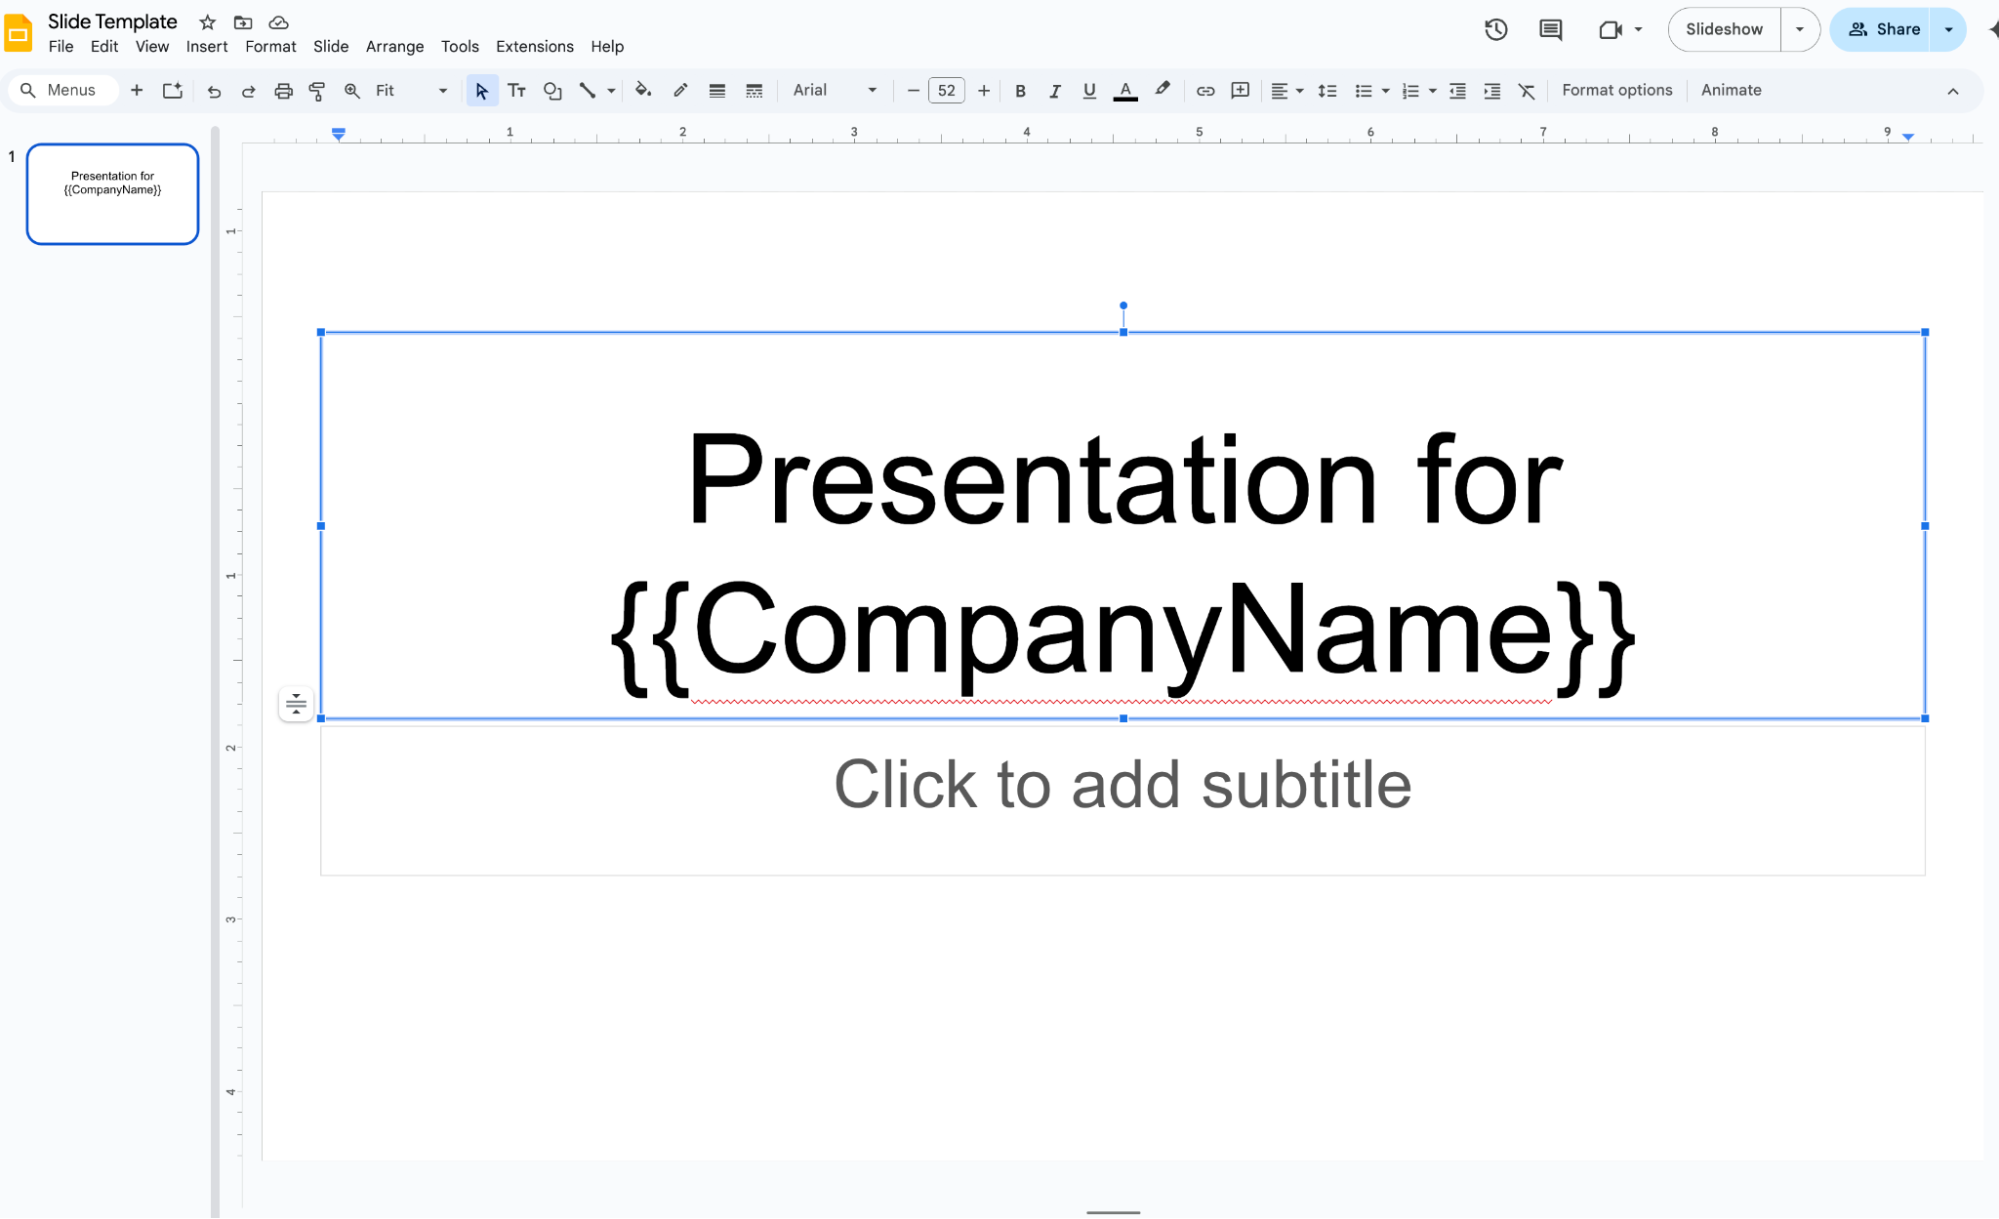 Slide Template
File Edit View Insert Format Slide Arrange Tools Extensions Help
Slideshow
Share
Menus
Fit
Arial
52
B I U A
Format options
Animate
1
Presentation for
{{CompanyName}}
1 2 3 4 5 6 7 8 9
1
1
2
3
4
Presentation for
{{CompanyName}}
Click to add subtitle